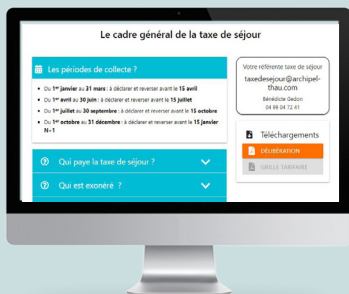 Le cadre général de la taxe de séjour
Les périodes de collecte ?
Du 1er janvier au 31 mars : à déclarer et reverser avant le 15 avril
Du 1er avril au 30 juin : à déclarer et reverser avant le 15 juillet
Du 1er juillet au 30 septembre : à déclarer et reverser avant le 15 octobre
Du 1er octobre au 31 décembre : à déclarer et reverser avant le 15 janvier
N+1
Qui paye la taxe de séjour ?
Qui est exonéré ?
Votre référente taxe de séjour
taxedesejour@archipel-
thau.com
Bénédicte Gedon
04 99 04 72 41
Téléchargements
DÉLIBÉRATION
GRILLE TARIFAIRE